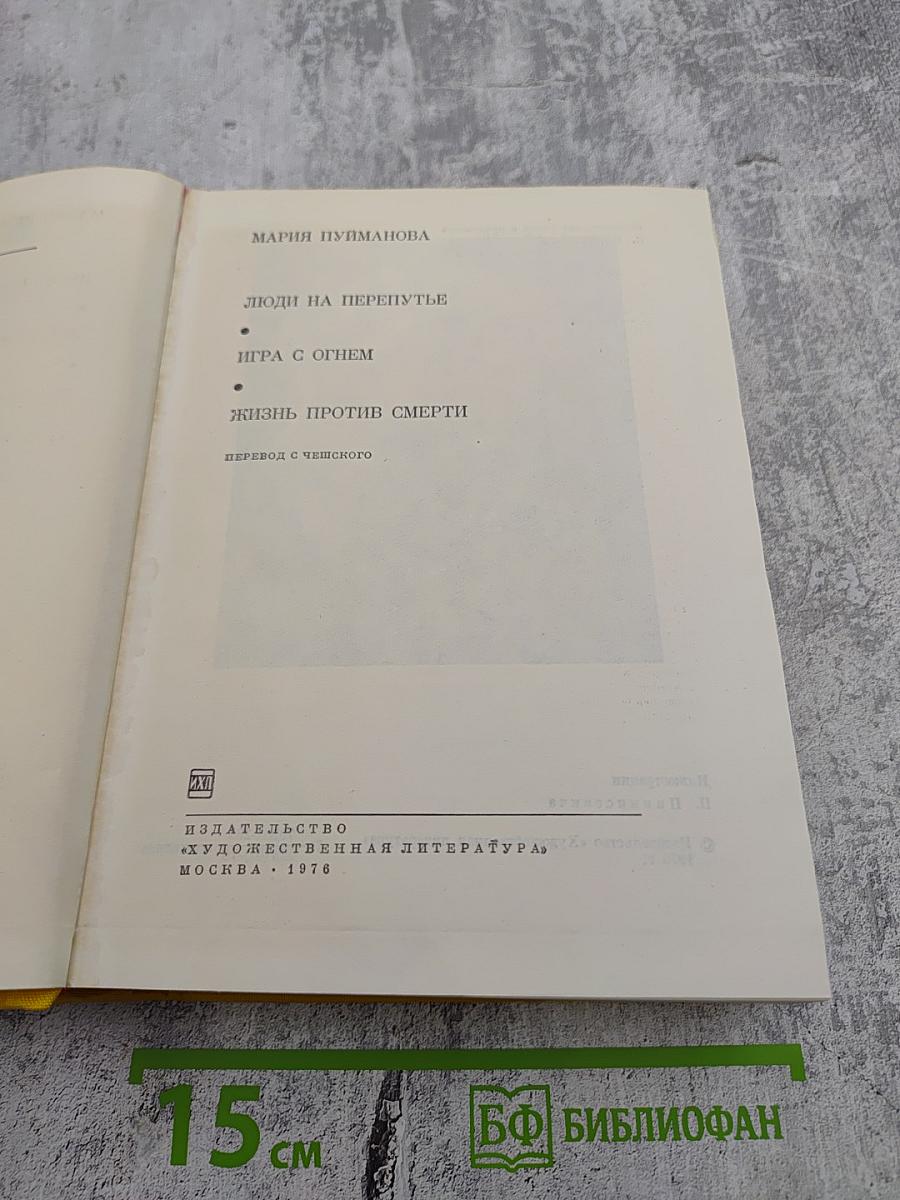 МАРИЯ ПУЙМАНОВА
ЛЮДИ НА ПЕРЕПУТЬЕ
•
ИГРА С ОГНЕМ
•
ЖИЗНЬ ПРОТИВ СМЕРТИ
ПЕРЕВОД С ЧЕШСКОГО
ИХЛ
ИЗДАТЕЛЬСТВО
«ХУДОЖЕСТВЕННАЯ ЛИТЕРАТУРА»
МОСКВА • 1976
15 см
БФ БИБЛИОФАН